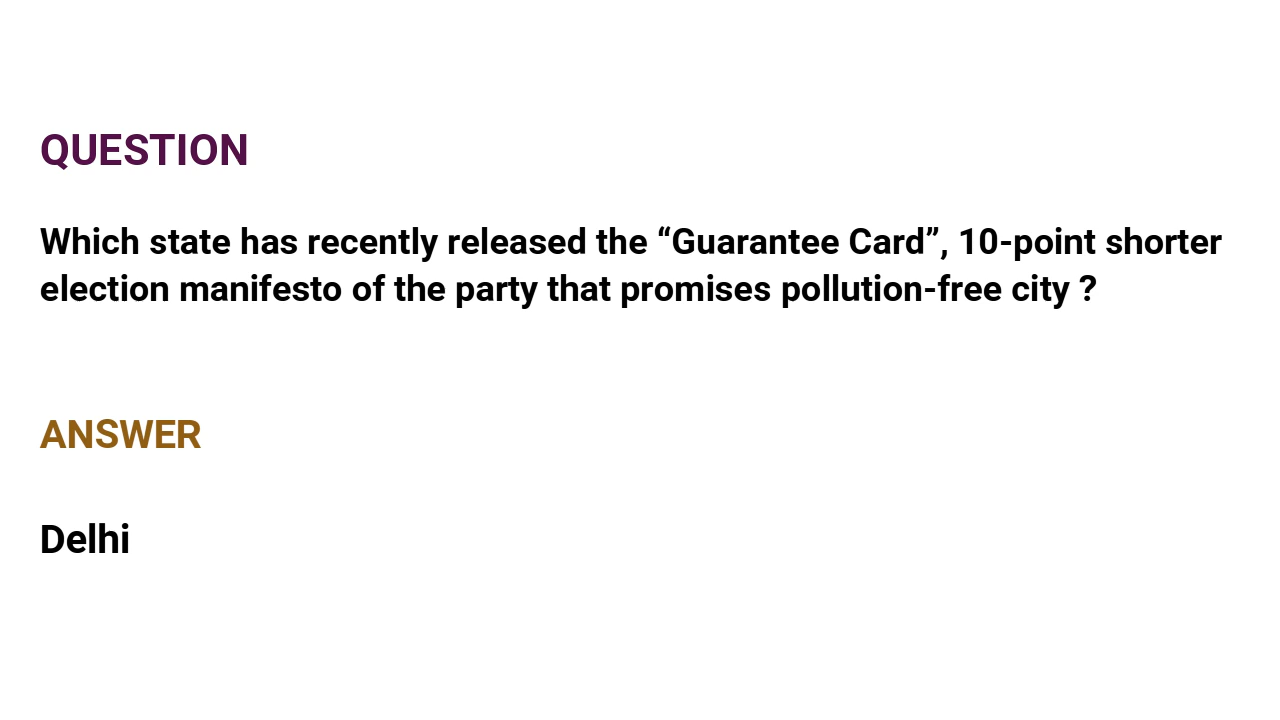 QUESTION
Which state has recently released the “Guarantee Card”, 10-point shorter
election manifesto of the party that promises pollution-free city ?
ANSWER
Delhi